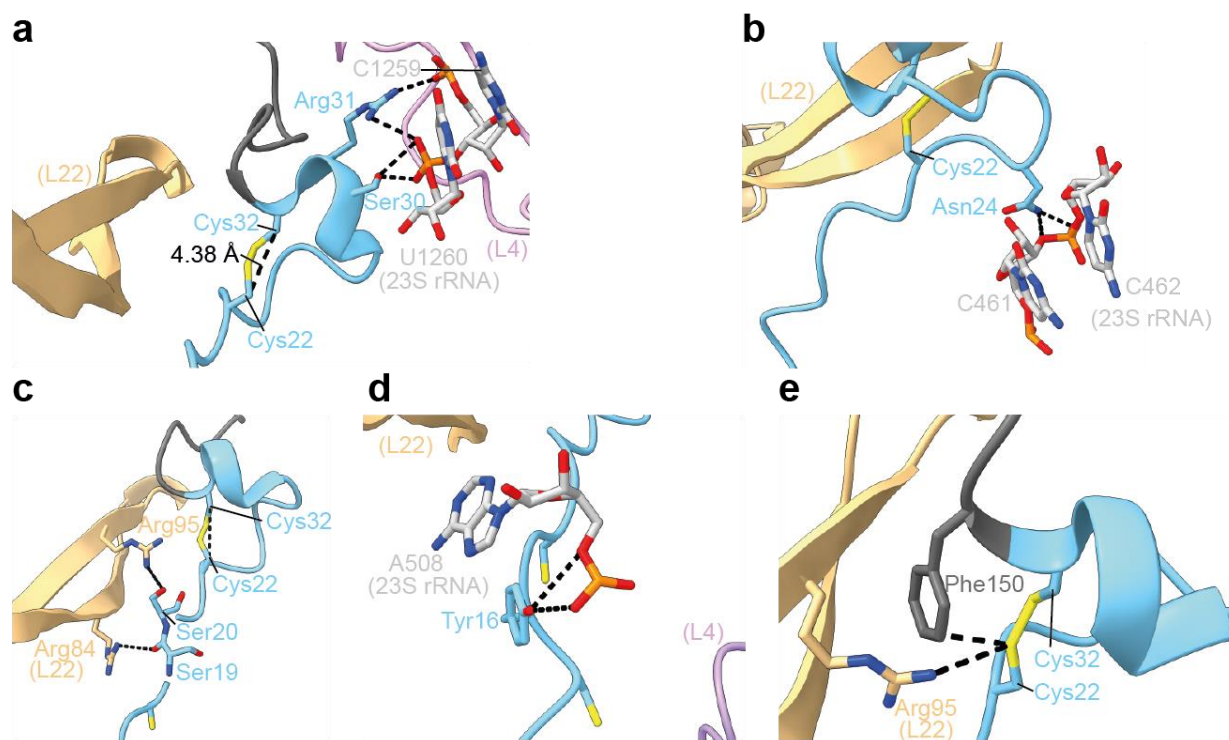 a
C1259
Arg31
(L22)
Ser30
Cys32
(L4)
4.38 Å
U1260
(23S rRNA)
Cys22
b
(L22)
Cys22
Asn24
C462
C461
(23S rRNA)
c
Arg95
Cys32
Cys22
Ser20
Arg84
(L22)
Ser19
d
(L22)
A508
(23S rRNA)
Tyr16
(L4)
e
Phe150
Cys32
Cys22
Arg95
(L22)